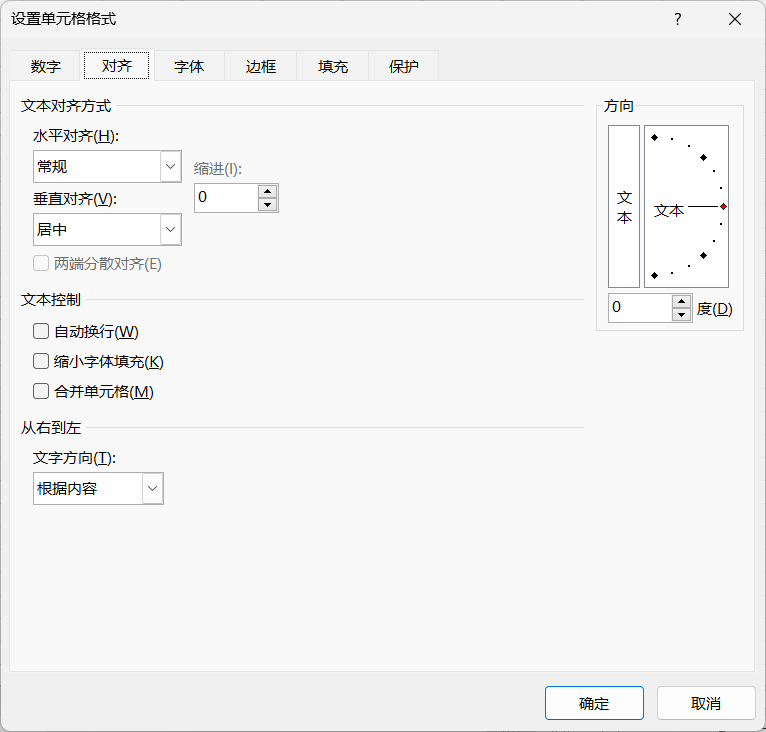 设置单元格格式 ?
数字 对齐 字体 边框 填充 保护
文本对齐方式
水平对齐(H):
常规
缩进(I):
0
垂直对齐(V):
居中
两端分散对齐(E)
文本控制
自动换行(W)
缩小字体填充(K)
合并单元格(M)
从右到左
文字方向(T):
根据内容
方向
文本
文本
0 度(D)
确定 取消